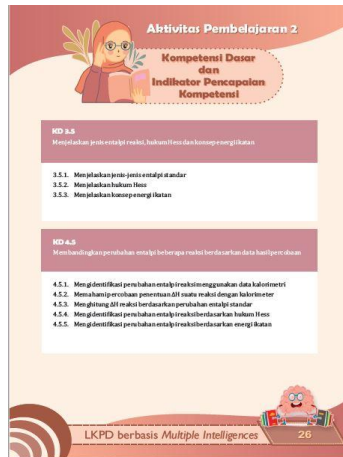 Aktivitas Pembelajaran 2
Kompetensi Dasar
dan
Indikator Pencapaian
Kompetensi
KD 3.5
Menjelaskan jenis entalpi reaksi, hukum Hess dan konsep energi ikatan
3.5.1. Menjelaskan jenis-jenis entalpi standar
3.5.2. Menjelaskan hukum Hess
3.5.3. Menjelaskan konsep energi ikatan
KD 4.5
Membandingkan perubahan entalpi beberapa reaksi berdasarkan data hasil percobaan
4.5.1. Mengidentifikasi perubahan entalpi reaksi menggunakan data kalorimetri
4.5.2. Memahami percobaan penentuan ΔH suatu reaksi dengan kalorimeter
4.5.3. Menghitung ΔH reaksi berdasarkan perubahan entalpi standar
4.5.4. Mengidentifikasi perubahan entalpi reaksi berdasarkan hukum Hess
4.5.5. Mengidentifikasi perubahan entalpi reaksi berdasarkan energi ikatan
LKPD berbasis Multiple Intelligences 26